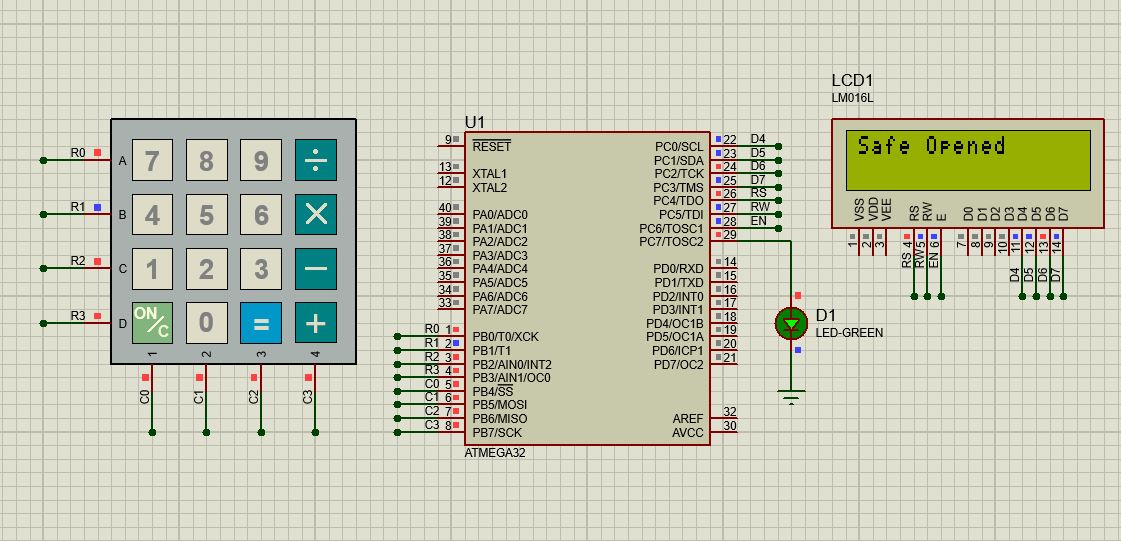 LCD1
LM016L
Safe Opened
VSS
VDD
VEE
RS
RW
E
D0
D1
D2
D3
D4
D5
D6
D7
1
2
3
4
5
6
7
8
9
10
11
12
13
14
RS
RW
EN
D4
D5
D6
D7
R0
R1
R2
R3
A
B
C
D
7 8 9 ÷
4 5 6 ×
1 2 3 −
ON/C 0 = +
1 2 3 4
C0 C1 C2 C3
U1
9 RESET
13 XTAL1
12 XTAL2
40 PA0/ADC0
39 PA1/ADC1
38 PA2/ADC2
37 PA3/ADC3
36 PA4/ADC4
35 PA5/ADC5
34 PA6/ADC6
33 PA7/ADC7
R0 1 PB0/T0/XCK
R1 2 PB1/T1
R2 3 PB2/AIN0/INT2
R3 4 PB3/AIN1/OC0
C0 5 PB4/SS
C1 6 PB5/MOSI
C2 7 PB6/MISO
C3 8 PB7/SCK
PC0/SCL 22 D4
PC1/SDA 23 D5
PC2/TCK 24 D6
PC3/TMS 25 D7
PC4/TDO 26 RS
PC5/TDI 27 RW
PC6/TOSC1 28 EN
PC7/TOSC2 29
PD0/RXD 14
PD1/TXD 15
PD2/INT0 16
PD3/INT1 17
PD4/OC1B 18
PD5/OC1A 19
PD6/ICP1 20
PD7/OC2 21
AREF 32
AVCC 30
ATMEGA32
D1
LED-GREEN